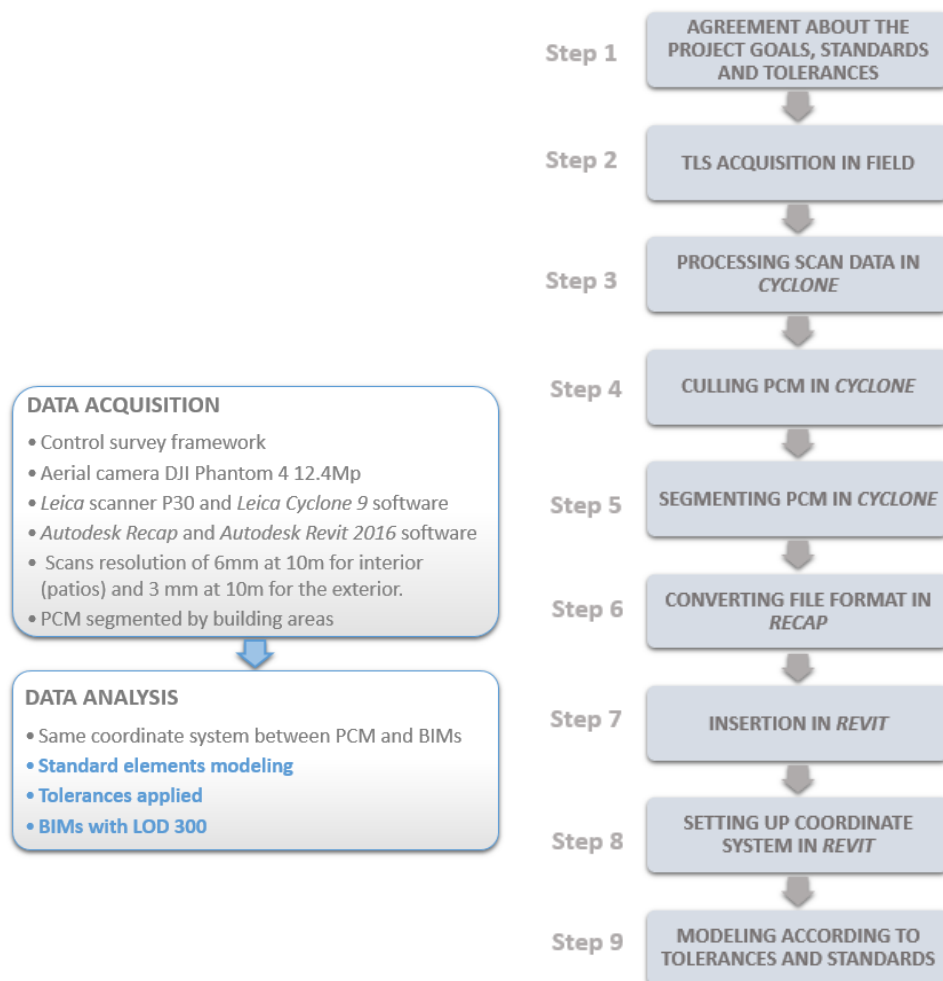 Step 1
AGREEMENT ABOUT THE
PROJECT GOALS, STANDARDS
AND TOLERANCES
Step 2
TLS ACQUISITION IN FIELD
Step 3
PROCESSING SCAN DATA IN
CYCLONE
Step 4
CULLING PCM IN CYCLONE
Step 5
SEGMENTING PCM IN CYCLONE
Step 6
CONVERTING FILE FORMAT IN
RECAP
Step 7
INSERTION IN REVIT
Step 8
SETTING UP COORDINATE
SYSTEM IN REVIT
Step 9
MODELING ACCORDING TO
TOLERANCES AND STANDARDS
DATA ACQUISITION
• Control survey framework
• Aerial camera DJI Phantom 4 12.4Mp
• Leica scanner P30 and Leica Cyclone 9 software
• Autodesk Recap and Autodesk Revit 2016 software
• Scans resolution of 6mm at 10m for interior
(patios) and 3 mm at 10m for the exterior.
• PCM segmented by building areas
DATA ANALYSIS
• Same coordinate system between PCM and BIMs
• Standard elements modeling
• Tolerances applied
• BIMs with LOD 300